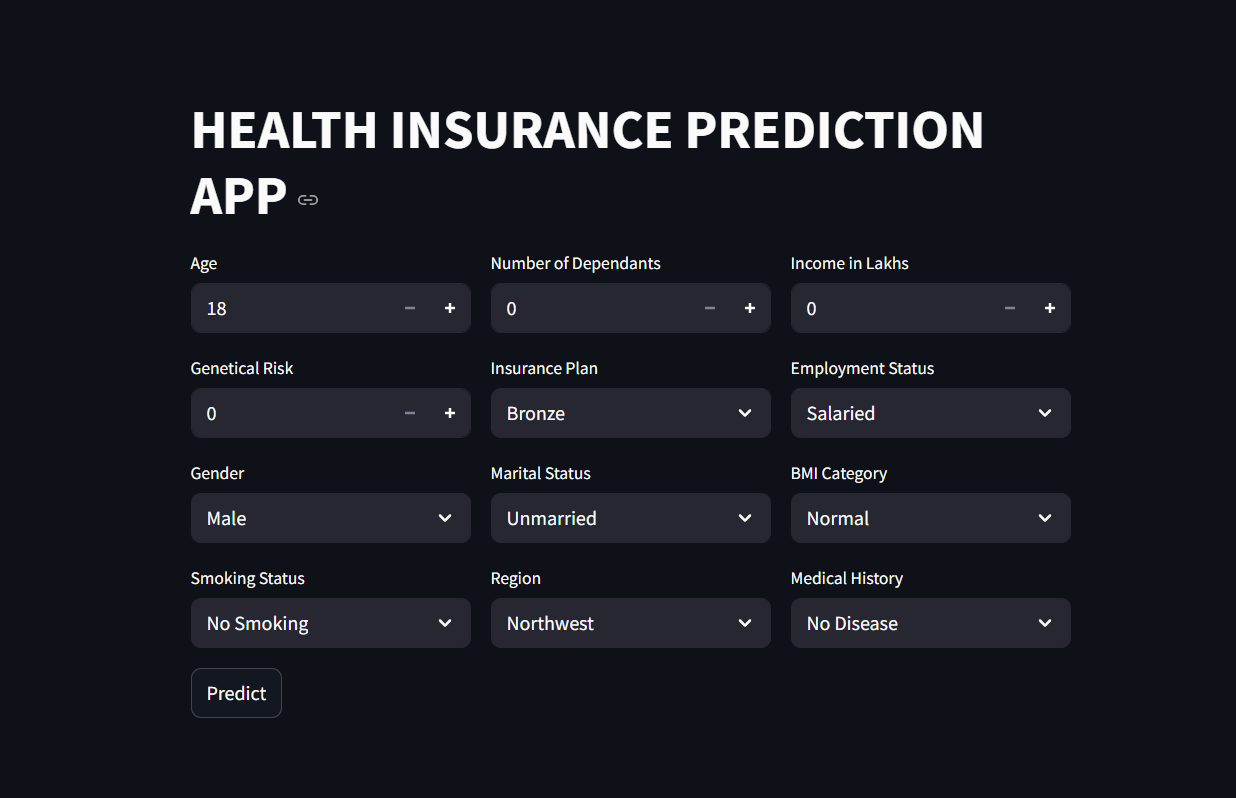 HEALTH INSURANCE PREDICTION
APP
Age
Number of Dependants
Income in Lakhs
18
0
0
Genetical Risk
Insurance Plan
Employment Status
0
Bronze
Salaried
Gender
Marital Status
BMI Category
Male
Unmarried
Normal
Smoking Status
Region
Medical History
No Smoking
Northwest
No Disease
Predict